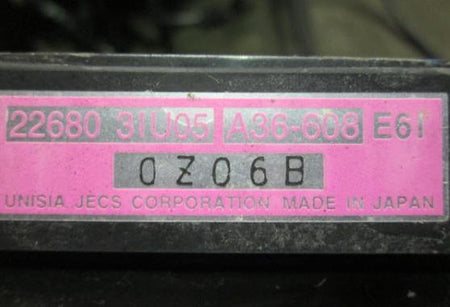 22680 31U05 A36-608 E61
0Z06B
UNISIA JECS CORPORATION MADE IN JAPAN